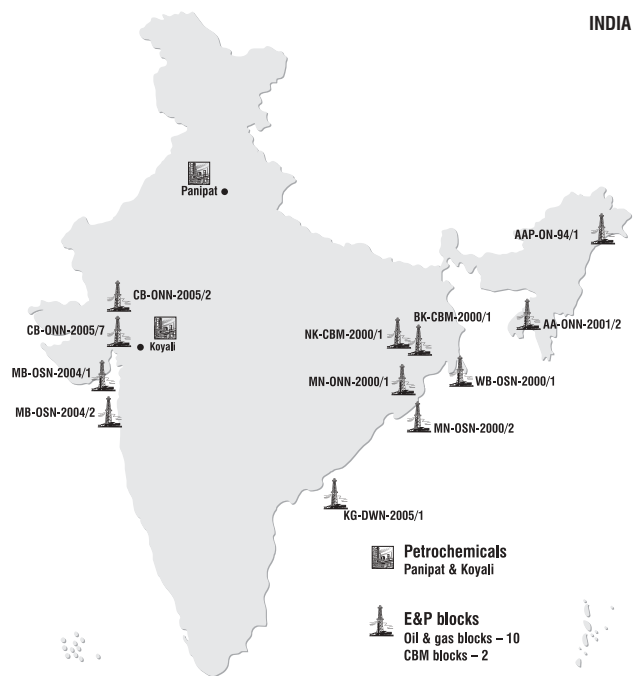 INDIA
Panipat
AAP-ON-94/1
CB-ONN-2005/2
BK-CBM-2000/1
AA-ONN-2001/2
CB-ONN-2005/7
NK-CBM-2000/1
Koyali
MB-OSN-2004/1
MN-ONN-2000/1
WB-OSN-2000/1
MB-OSN-2004/2
MN-OSN-2000/2
KG-DWN-2005/1
Petrochemicals
Panipat & Koyali
E&P blocks
Oil & gas blocks – 10
CBM blocks – 2